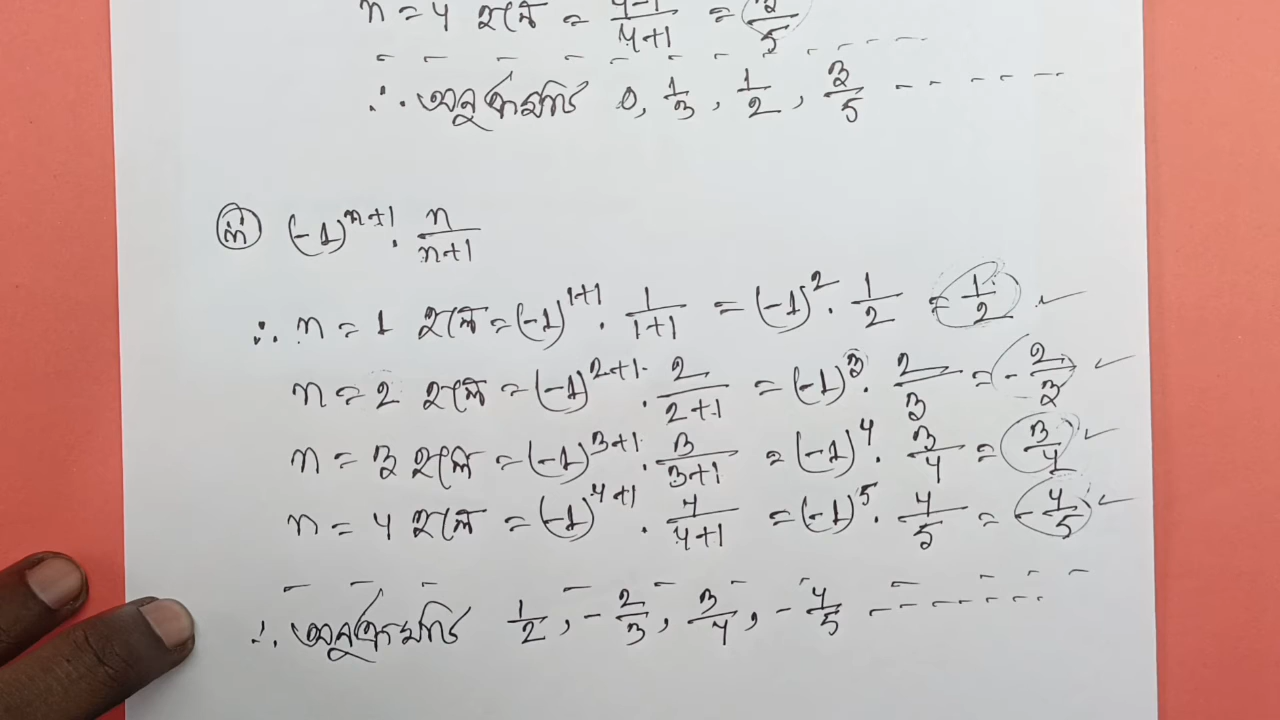 n = 4 হলে = 4-1/4+1 = 3/5
- - - - - - - - - - - -
∴ অনুক্রমটি 0, 1/3, 1/2, 3/5 - - - - - -
(-1)^(n+1) · n/(n+1)
∴ n = 1 হলে = (-1)^(1+1) · 1/(1+1) = (-1)^2 · 1/2 = 1/2 ✓
n = 2 হলে = (-1)^(2+1) · 2/(2+1) = (-1)^3 · 2/3 = -2/3 ✓
n = 3 হলে = (-1)^(3+1) · 3/(3+1) = (-1)^4 · 3/4 = 3/4 ✓
n = 4 হলে = (-1)^(4+1) · 4/(4+1) = (-1)^5 · 4/5 = -4/5 ✓
- - - - - - - - - - -
∴ অনুক্রমটি 1/2, -2/3, 3/4, -4/5 - - - - - - - -